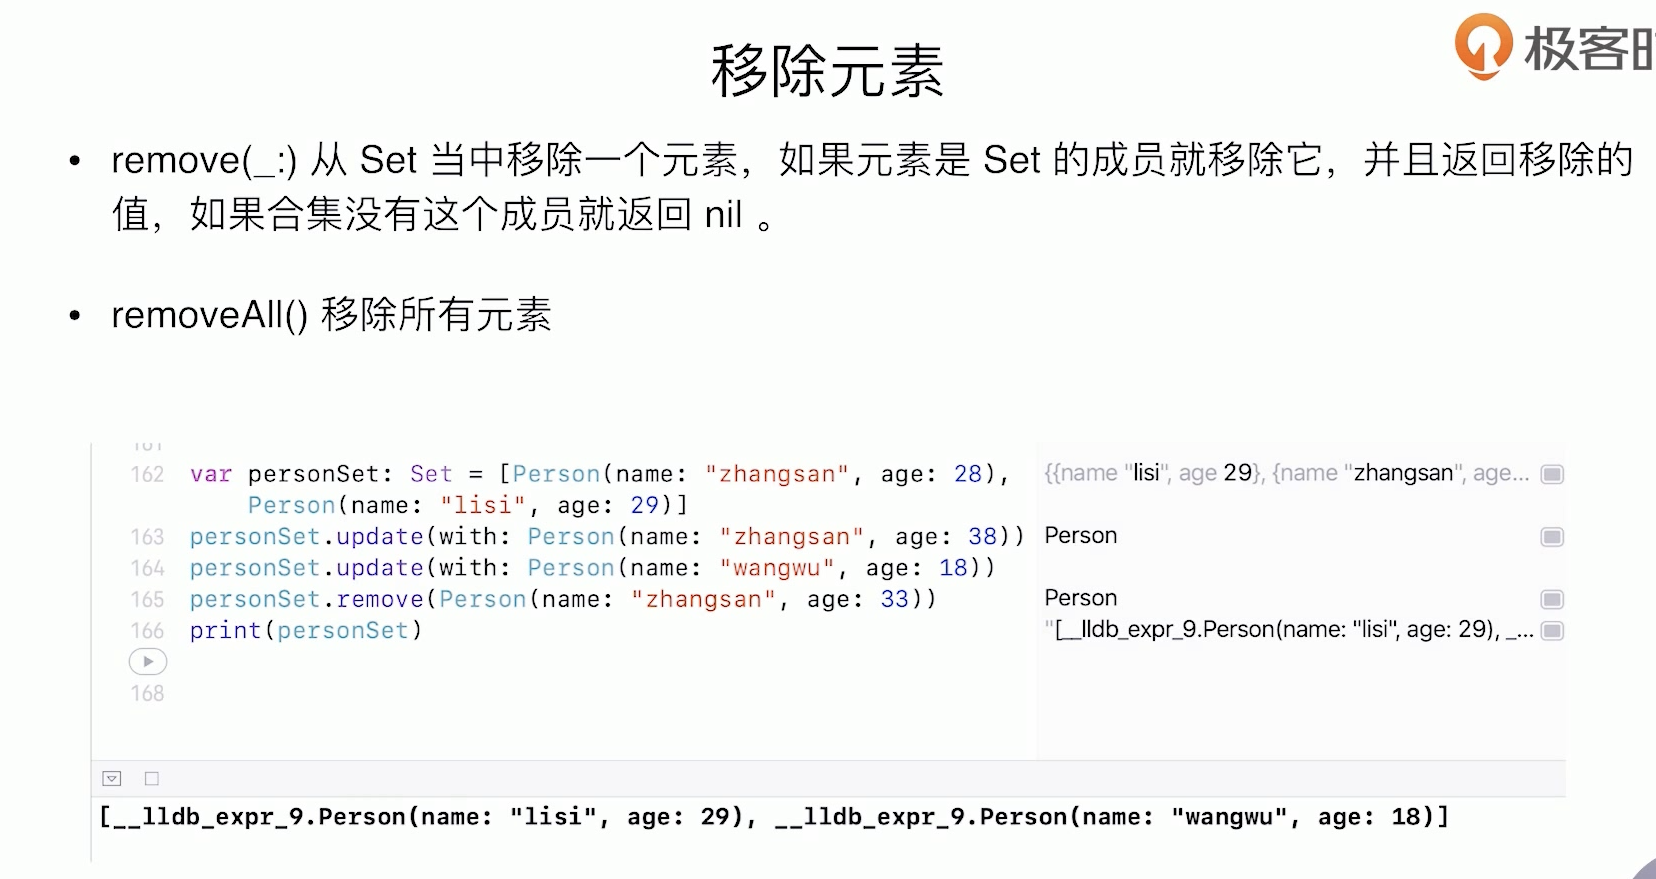 极客时
移除元素
• remove(_:) 从 Set 当中移除一个元素，如果元素是 Set 的成员就移除它，并且返回移除的
值，如果合集没有这个成员就返回 nil 。
• removeAll() 移除所有元素
161
162 var personSet: Set = [Person(name: "zhangsan", age: 28), {{name "lisi", age 29}, {name "zhangsan", age...
Person(name: "lisi", age: 29)]
163 personSet.update(with: Person(name: "zhangsan", age: 38)) Person
164 personSet.update(with: Person(name: "wangwu", age: 18))
165 personSet.remove(Person(name: "zhangsan", age: 33)) Person
166 print(personSet) "[__lldb_expr_9.Person(name: "lisi", age: 29), _...
168
[__lldb_expr_9.Person(name: "lisi", age: 29), __lldb_expr_9.Person(name: "wangwu", age: 18)]